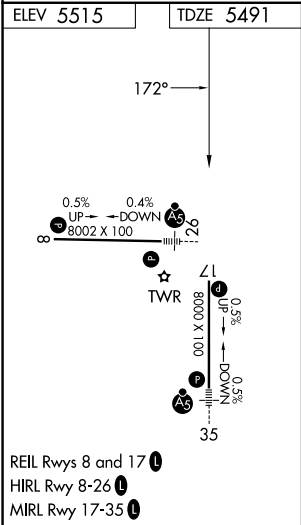 ELEV 5515
TDZE 5491
172°
0.5% 0.4%
UP DOWN
P
A5
8002 X 100
8
26
P
TWR
17
P
0.5%
UP
8000 X 100
DOWN
0.5%
P
A5
35
REIL Rwys 8 and 17 L
HIRL Rwy 8-26 L
MIRL Rwy 17-35 L